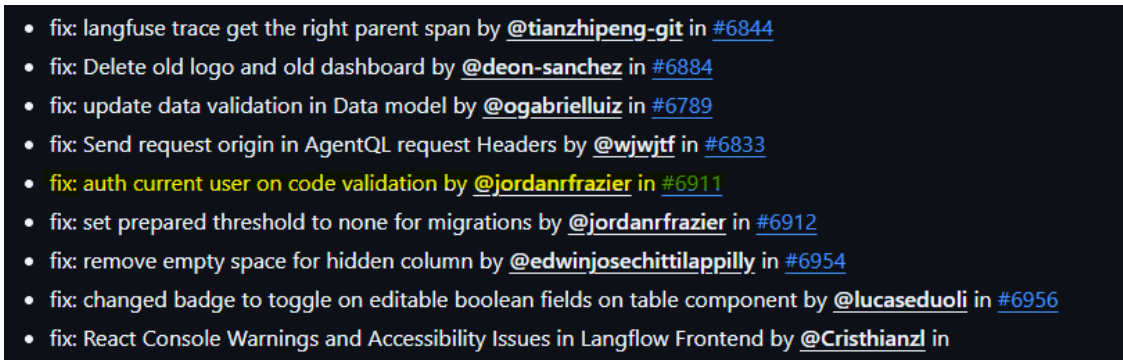 • fix: langfuse trace get the right parent span by @tianzhipeng-git in #6844
• fix: Delete old logo and old dashboard by @deon-sanchez in #6884
• fix: update data validation in Data model by @ogabrielluiz in #6789
• fix: Send request origin in AgentQL request Headers by @wjwjtf in #6833
• fix: auth current user on code validation by @jordanrfrazier in #6911
• fix: set prepared threshold to none for migrations by @jordanrfrazier in #6912
• fix: remove empty space for hidden column by @edwinjosechittilappilly in #6954
• fix: changed badge to toggle on editable boolean fields on table component by @lucaseduoli in #6956
• fix: React Console Warnings and Accessibility Issues in Langflow Frontend by @Cristhianzl in